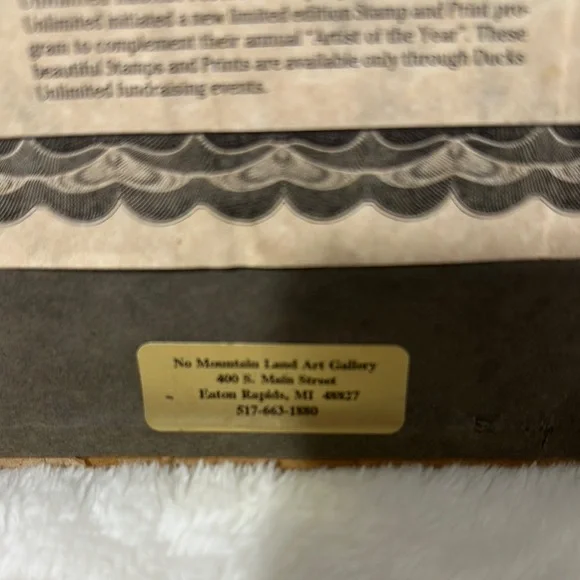 Unlimited initiated a new limited edition Stamp and Print pro-
gram to complement their annual "Artist of the Year". These
beautiful Stamps and Prints are available only through Ducks
Unlimited fundraising events.
No Mountain Land Art Gallery
400 S. Main Street
Eaton Rapids, MI 48827
517-663-1880